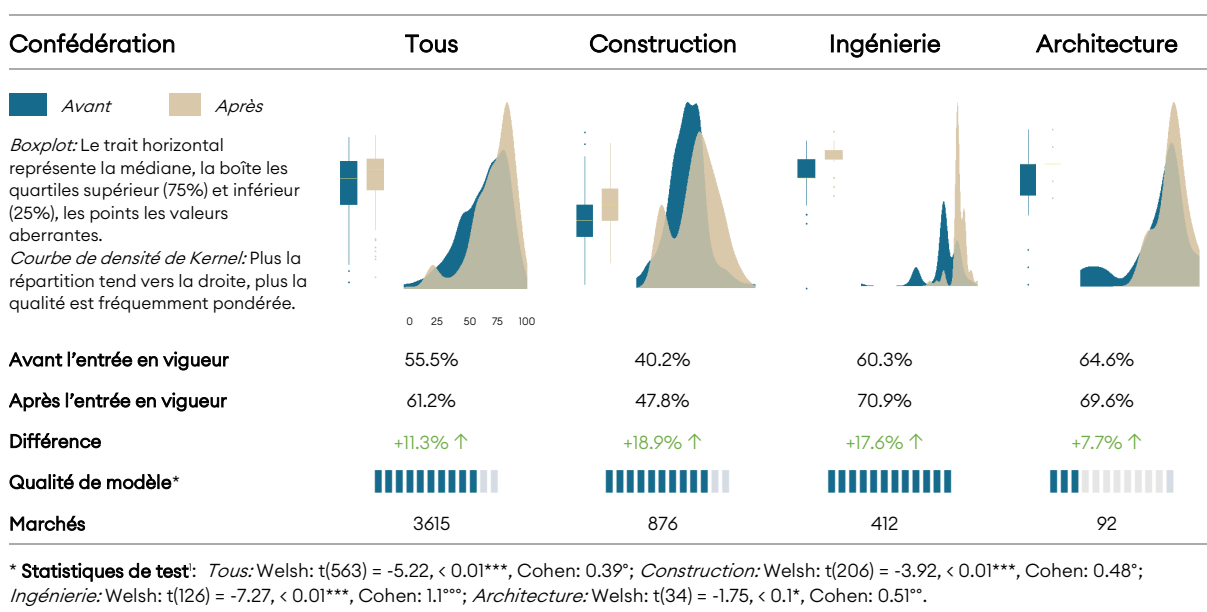 Confédération Tous Construction Ingénierie Architecture
Avant Après
Boxplot: Le trait horizontal
représente la médiane, la boîte les
quartiles supérieur (75%) et inférieur
(25%), les points les valeurs
aberrantes.
Courbe de densité de Kernel: Plus la
répartition tend vers la droite, plus la
qualité est fréquemment pondérée.
0 25 50 75 100
Avant l'entrée en vigueur 55.5% 40.2% 60.3% 64.6%
Après l'entrée en vigueur 61.2% 47.8% 70.9% 69.6%
Différence +11.3% ↑ +18.9% ↑ +17.6% ↑ +7.7% ↑
Qualité de modèle*
Marchés 3615 876 412 92
* Statistiques de test¹: Tous: Welsh: t(563) = -5.22, < 0.01***, Cohen: 0.39°; Construction: Welsh: t(206) = -3.92, < 0.01***, Cohen: 0.48°;
Ingénierie: Welsh: t(126) = -7.27, < 0.01***, Cohen: 1.1°°°; Architecture: Welsh: t(34) = -1.75, < 0.1*, Cohen: 0.51°°.